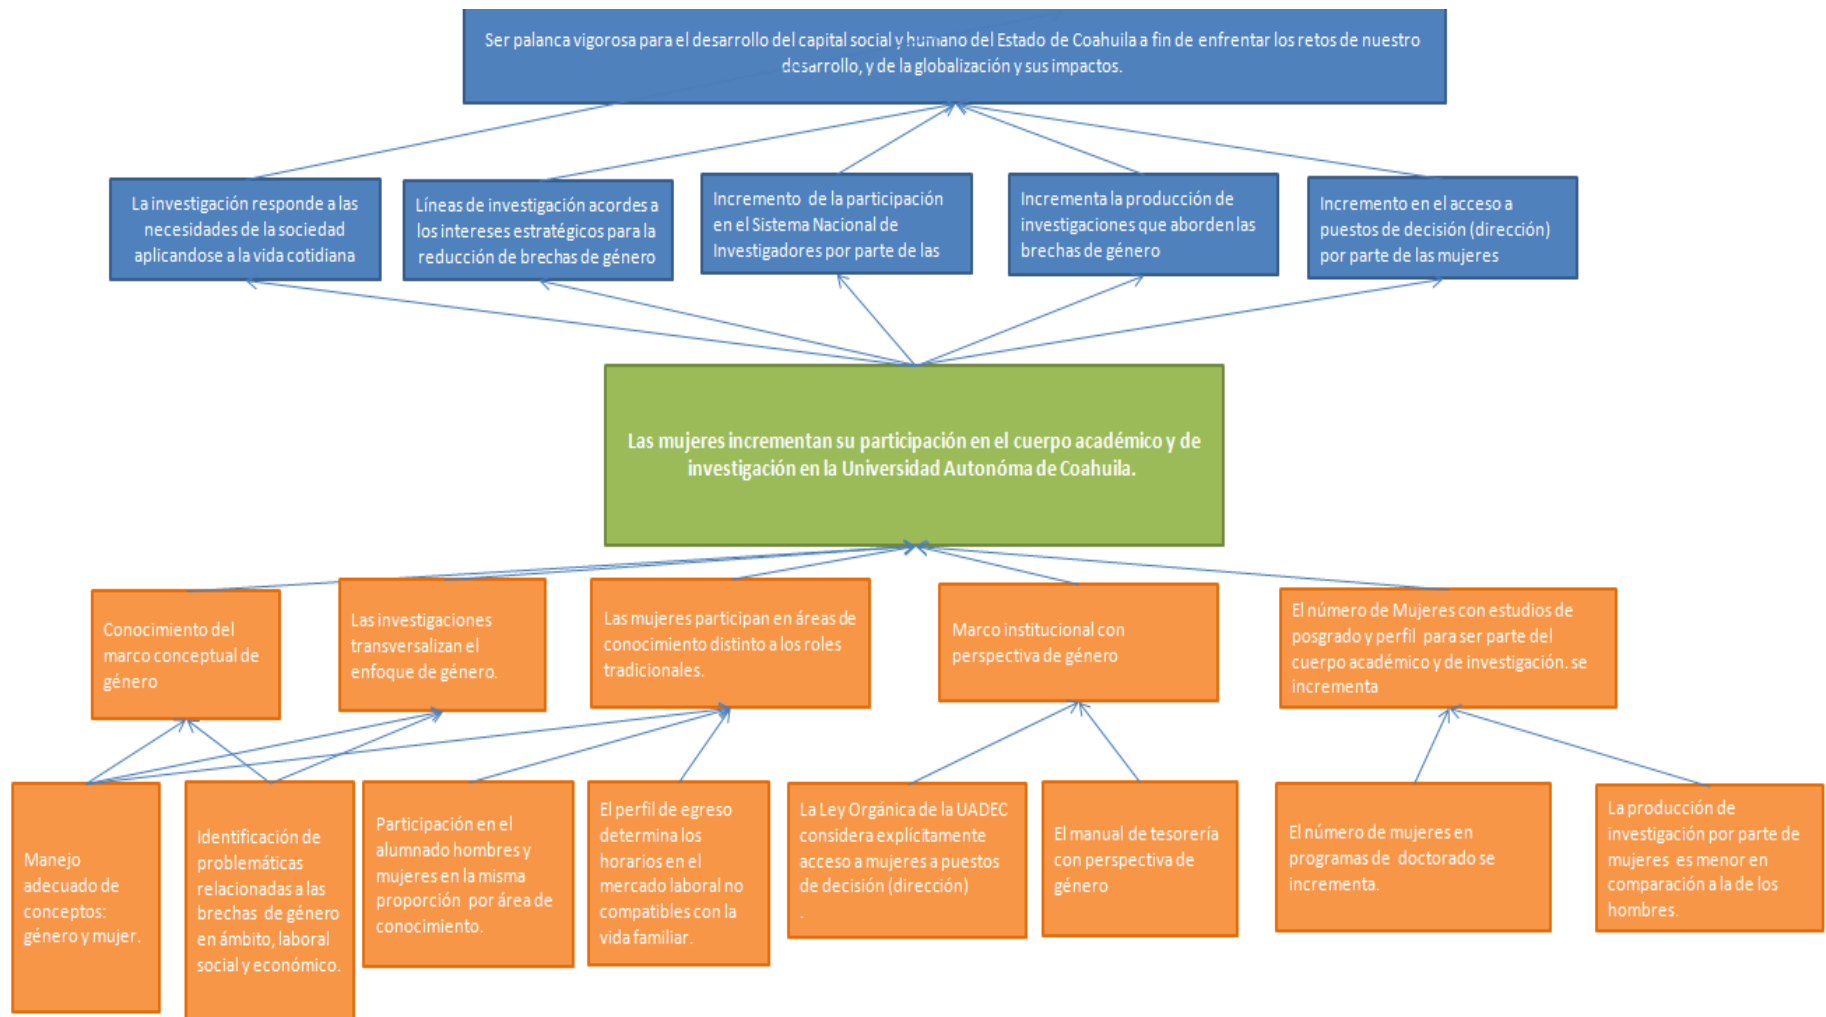 Ser palanca vigorosa para el desarrollo del capital social y humano del Estado de Coahuila a fin de enfrentar los retos de nuestro
desarrollo, y de la globalización y sus impactos.
La investigación responde a las
necesidades de la sociedad
aplicandose a la vida cotidiana
Líneas de investigación acordes a
los intereses estratégicos para la
reducción de brechas de género
Incremento de la participación
en el Sistema Nacional de
Investigadores por parte de las
Incrementa la producción de
investigaciones que aborden las
brechas de género
Incremento en el acceso a
puestos de decisión (dirección)
por parte de las mujeres
Las mujeres incrementan su participación en el cuerpo académico y de
investigación en la Universidad Autonóma de Coahuila.
Conocimiento del
marco conceptual de
género
Las investigaciones
transversalizan el
enfoque de género.
Las mujeres participan en áreas de
conocimiento distinto a los roles
tradicionales.
Marco institucional con
perspectiva de género
El número de Mujeres con estudios de
posgrado y perfil para ser parte del
cuerpo académico y de investigación. se
incrementa
Manejo
adecuado de
conceptos:
género y mujer.
Identificación de
problemáticas
relacionadas a las
brechas de género
en ámbito, laboral
social y económico.
Participación en el
alumnado hombres y
mujeres en la misma
proporción por área de
conocimiento.
El perfil de egreso
determina los
horarios en el
mercado laboral no
compatibles con la
vida familiar.
La Ley Orgánica de la UADEC
considera explícitamente
acceso a mujeres a puestos
de decisión (dirección)
.
El manual de tesorería
con perspectiva de
género
El número de mujeres en
programas de doctorado se
incrementa.
La producción de
investigación por parte de
mujeres es menor en
comparación a la de los
hombres.